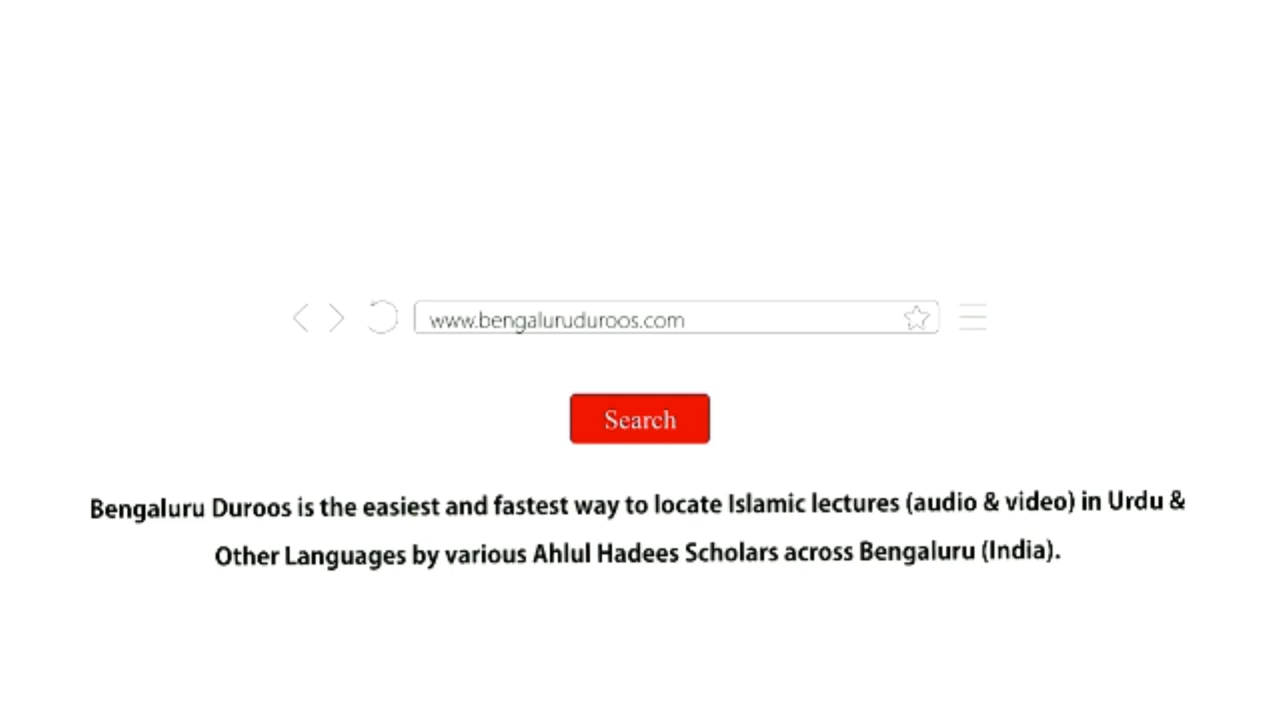 www.bengaluruduroos.com
Search
Bengaluru Duroos is the easiest and fastest way to locate Islamic lectures (audio & video) in Urdu &
Other Languages by various Ahlul Hadees Scholars across Bengaluru (India).